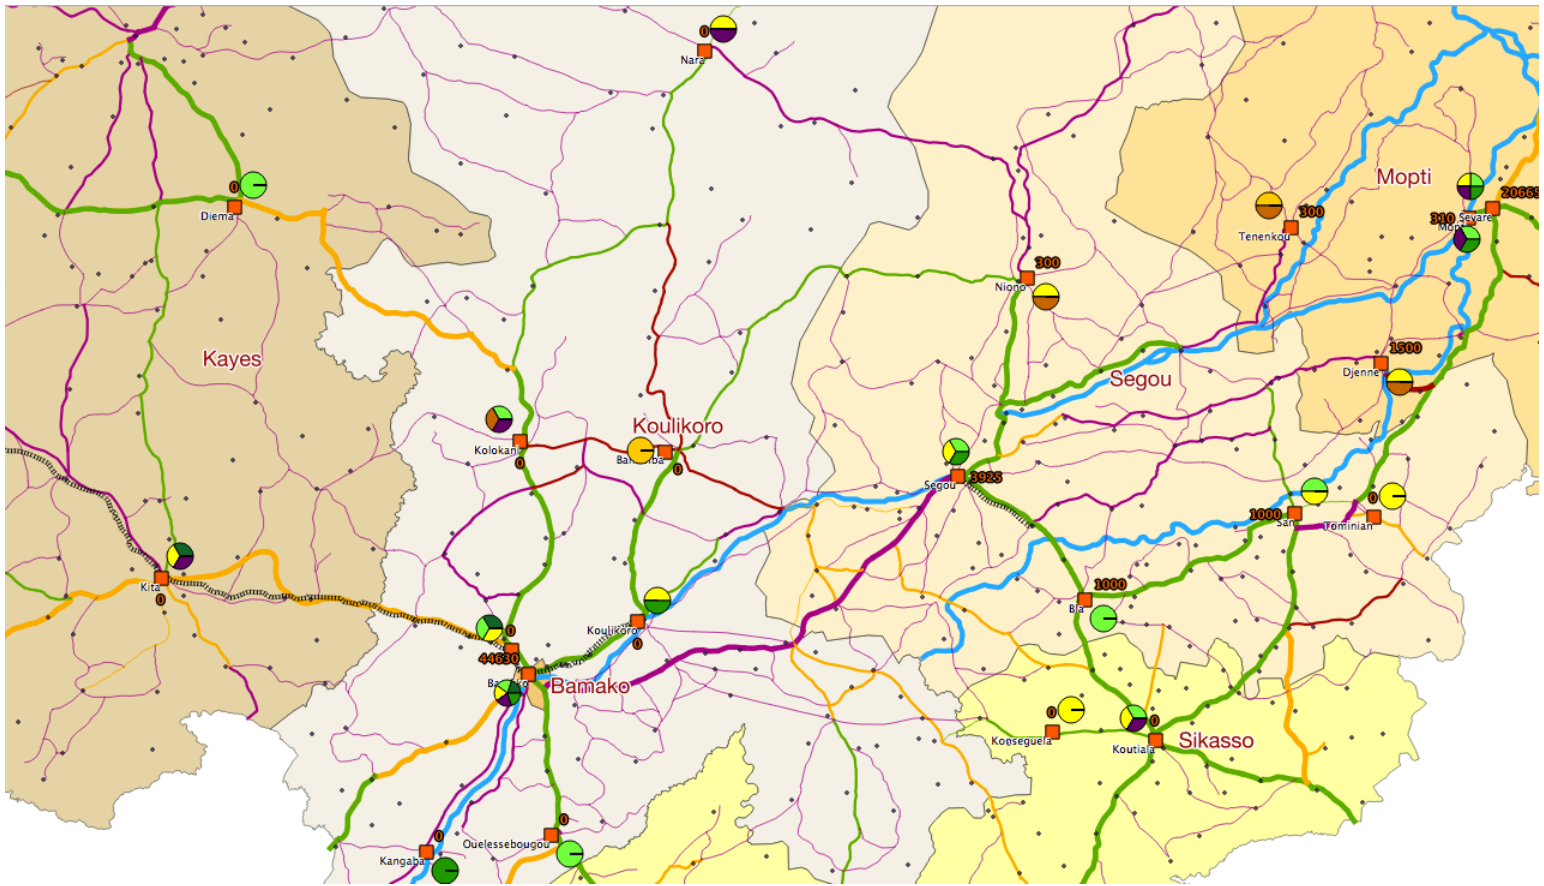 0
Nara
Mopti
0
Diema
300
Tenenkou
20665
310
Sevare
300
Niono
Kayes
1500
Djenne
Segou
Koulikoro
Kolokani
0
0
Segou
3925
0
1000
San
Tominian
Kita
0
1000
Bla
Koulikoro
0
0
44630
Bamako
0
0
Konseguela
Koutiala
Sikasso
0
Ouelessebougou
0
Kangaba